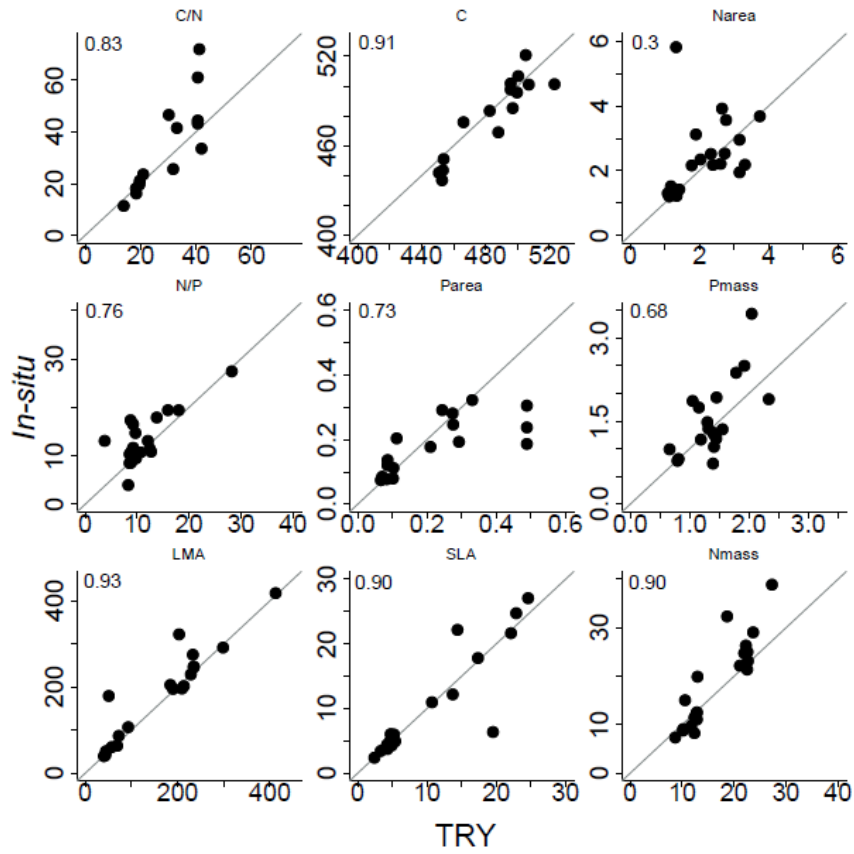 C/N C Narea
0.83 0.91 0.3
0 20 40 60
400 460 520
0 2 4 6
0 20 40 60
400 440 480 520
0 2 4 6
N/P Parea Pmass
0.76 0.73 0.68
In-situ
0 10 30
0.0 0.2 0.4 0.6
0.0 1.5 3.0
0 10 20 30 40
0.0 0.2 0.4 0.6
0.0 1.0 2.0 3.0
LMA SLA Nmass
0.93 0.90 0.90
0 200 400
0 10 20 30
0 10 30
0 200 400
0 10 20 30
0 10 20 30 40
TRY